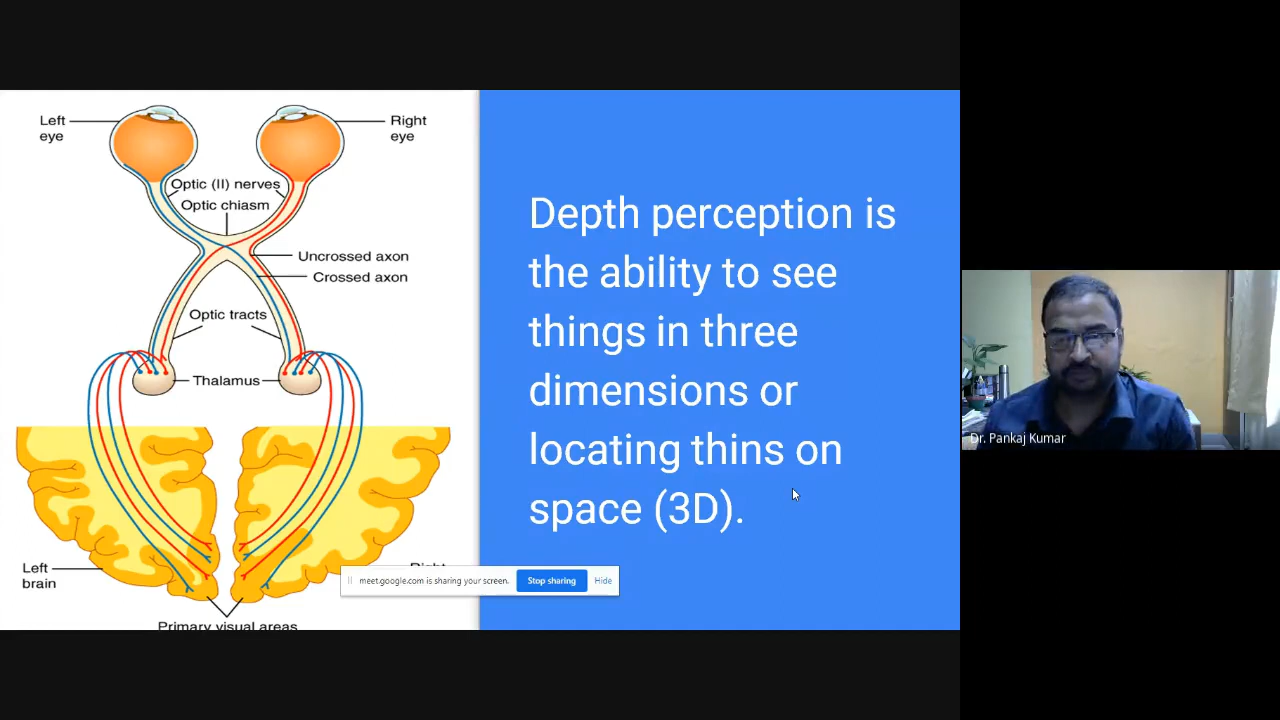 Left
eye
Right
eye
Optic (II) nerves
Optic chiasm
Uncrossed axon
Crossed axon
Optic tracts
Thalamus
Left
brain
Right
Primary visual areas
Depth perception is
the ability to see
things in three
dimensions or
locating thins on
space (3D).
meet.google.com is sharing your screen.
Stop sharing
Hide
Dr. Pankaj Kumar